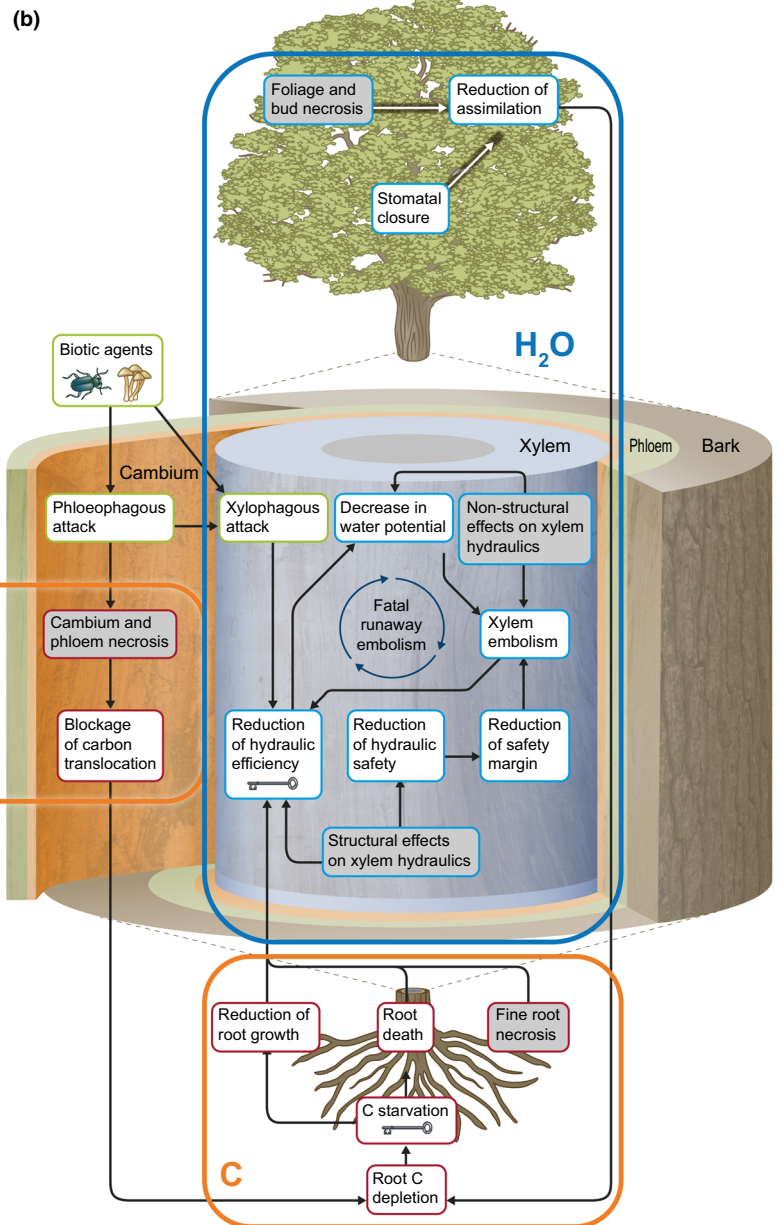 (b)
Foliage and
bud necrosis
Reduction of
assimilation
Stomatal
closure
H₂O
Biotic agents
Xylem
Phloem
Bark
Cambium
Phloeophagous
attack
Xylophagous
attack
Decrease in
water potential
Non-structural
effects on xylem
hydraulics
Cambium and
phloem necrosis
Fatal
runaway
embolism
Xylem
embolism
Blockage
of carbon
translocation
Reduction
of hydraulic
efficiency
Reduction
of hydraulic
safety
Reduction
of safety
margin
Structural effects
on xylem hydraulics
Reduction of
root growth
Root
death
Fine root
necrosis
C starvation
C
Root C
depletion